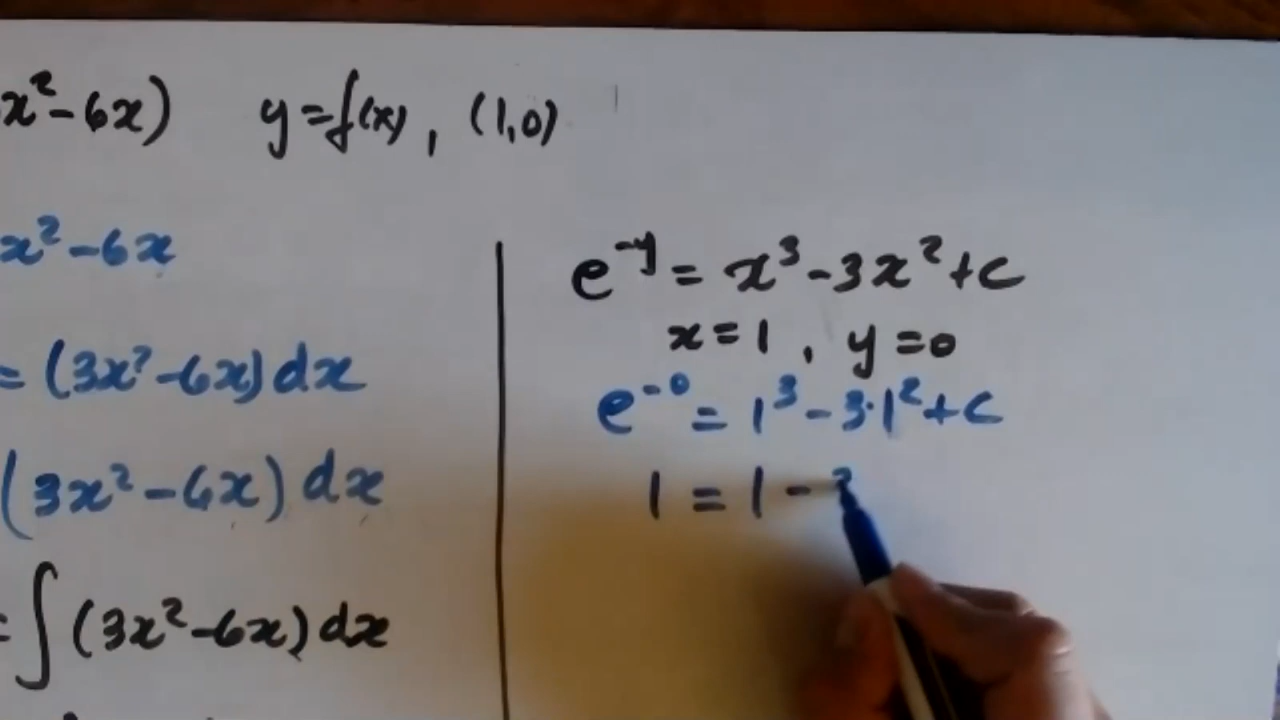 x²-6x) y=f(x), (1,0)
x²-6x
= (3x²-6x)dx
(3x²-6x) dx
= ∫(3x²-6x)dx
e^-y = x³-3x²+c
x=1, y=0
e^-0 = 1³-3·1²+c
1 = 1-3